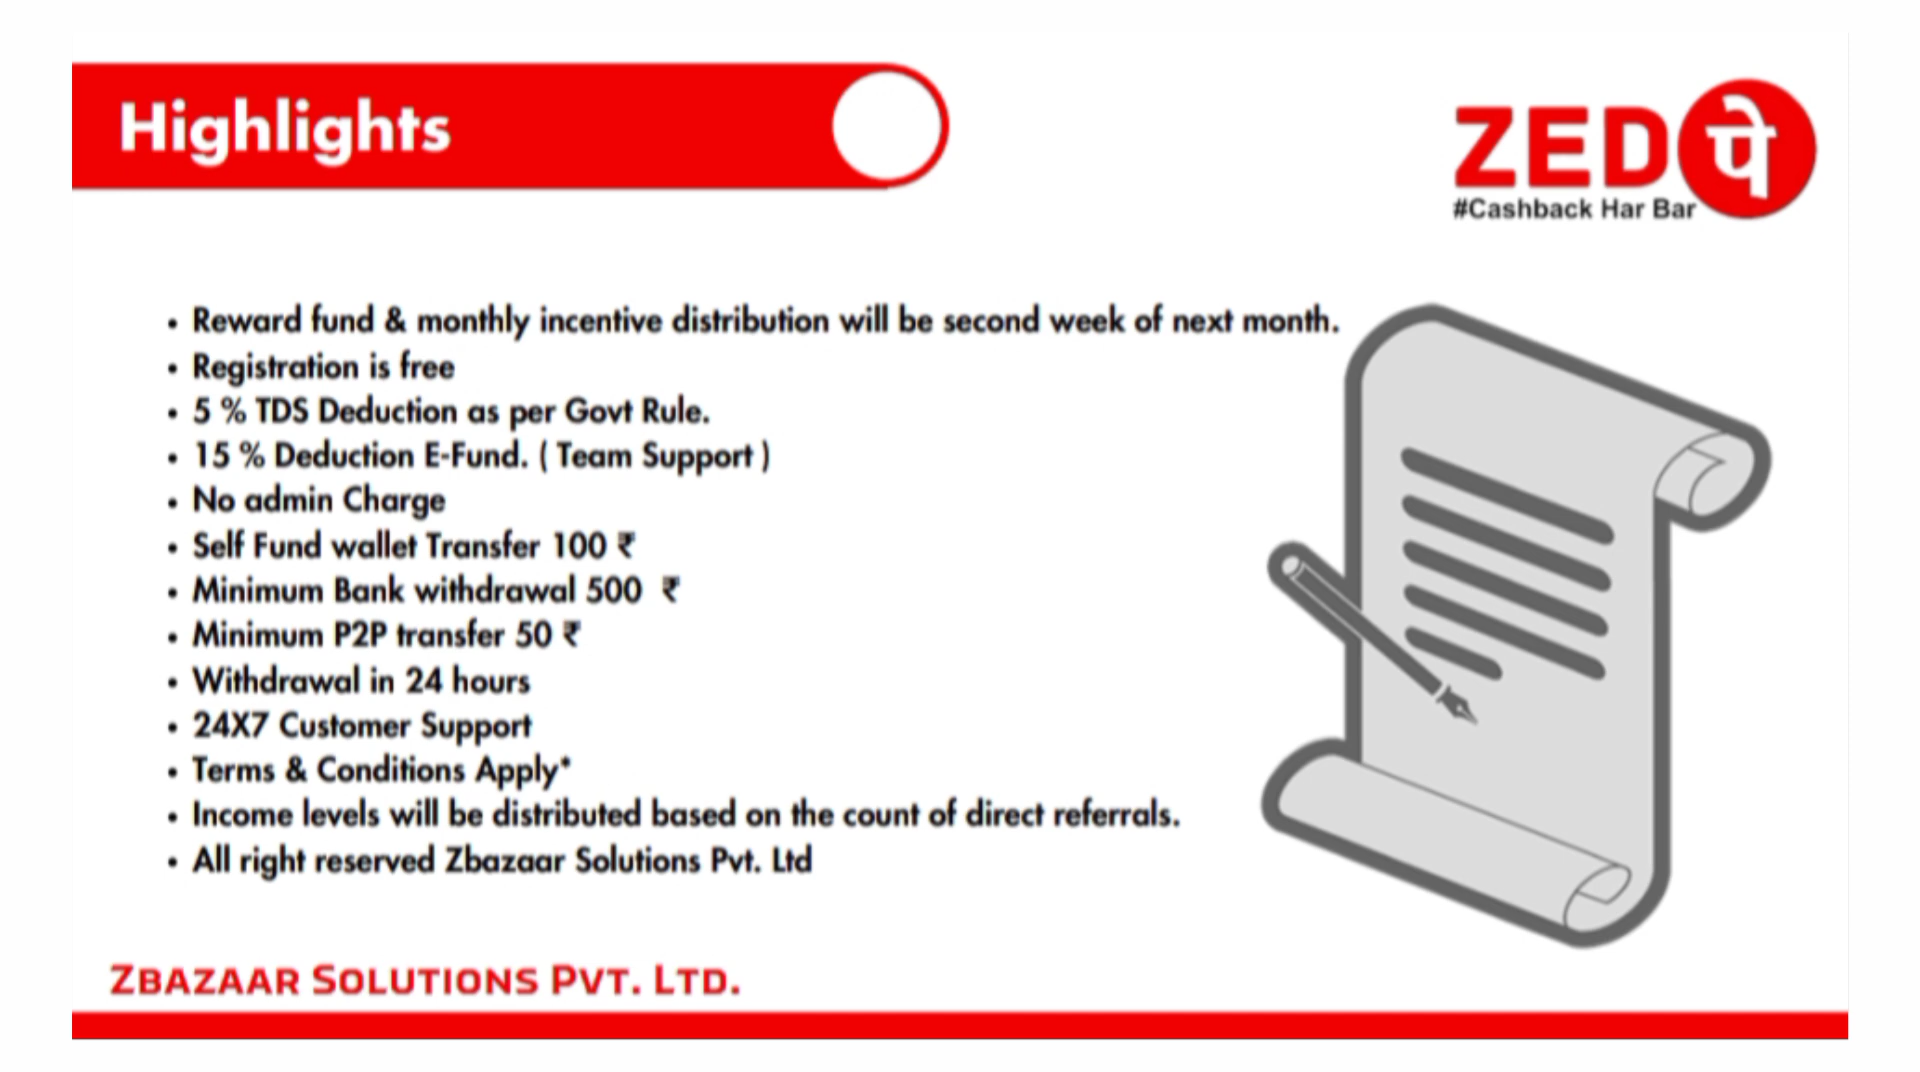 Highlights
ZEDपे
#Cashback Har Bar
• Reward fund & monthly incentive distribution will be second week of next month.
• Registration is free
• 5 % TDS Deduction as per Govt Rule.
• 15 % Deduction E-Fund. ( Team Support )
• No admin Charge
• Self Fund wallet Transfer 100 ₹
• Minimum Bank withdrawal 500 ₹
• Minimum P2P transfer 50 ₹
• Withdrawal in 24 hours
• 24X7 Customer Support
• Terms & Conditions Apply*
• Income levels will be distributed based on the count of direct referrals.
• All right reserved Zbazaar Solutions Pvt. Ltd
ZBAZAAR SOLUTIONS PVT. LTD.